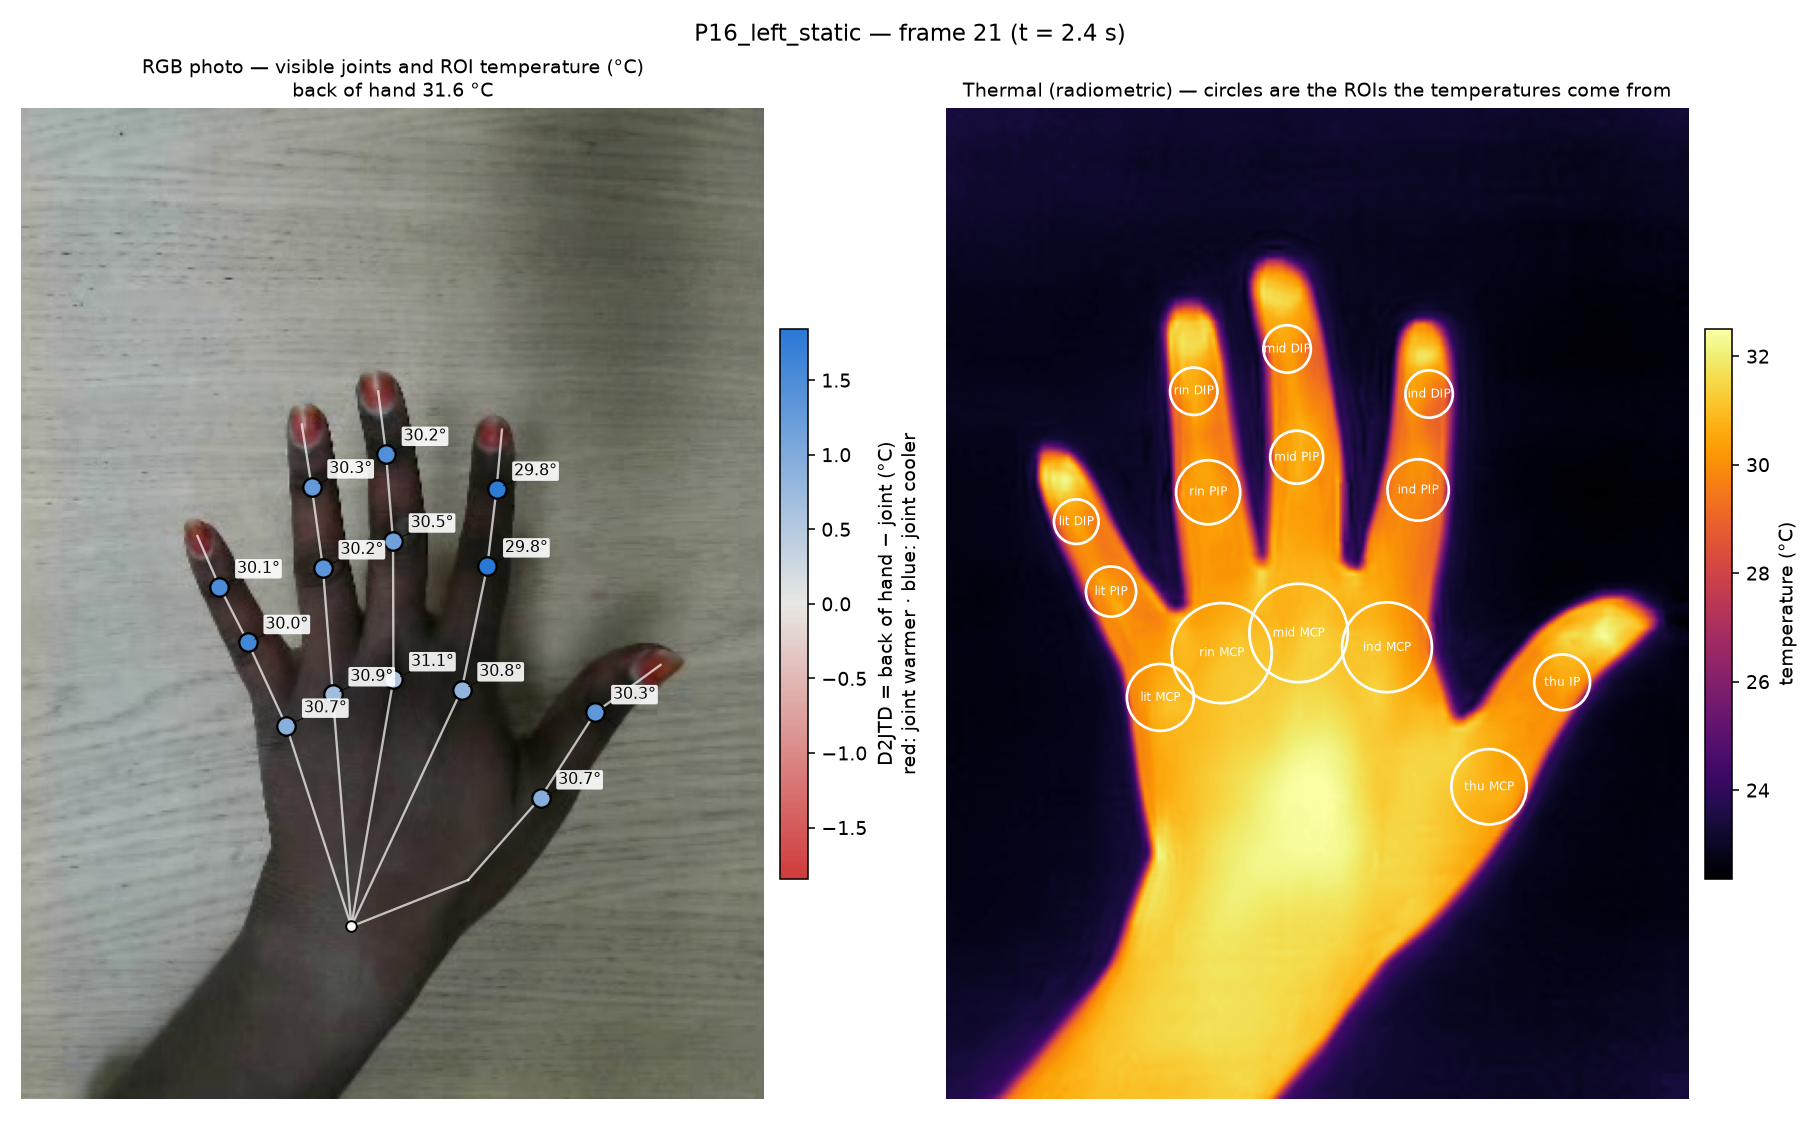 P16_left_static — frame 21 (t = 2.4 s)
RGB photo — visible joints and ROI temperature (°C)
back of hand 31.6 °C
30.2°
30.3°
29.8°
30.5°
30.2°
29.8°
30.1°
30.0°
31.1°
30.9°
30.8°
30.7°
30.3°
30.7°
1.5
1.0
0.5
0.0
−0.5
−1.0
−1.5
D2JTD = back of hand − joint (°C)
red: joint warmer · blue: joint cooler
Thermal (radiometric) — circles are the ROIs the temperatures come from
mid DIP
rin DIP
ind DIP
mid PIP
rin PIP
ind PIP
lit DIP
lit PIP
mid MCP
rin MCP
ind MCP
lit MCP
thu IP
thu MCP
32
30
28
26
24
temperature (°C)